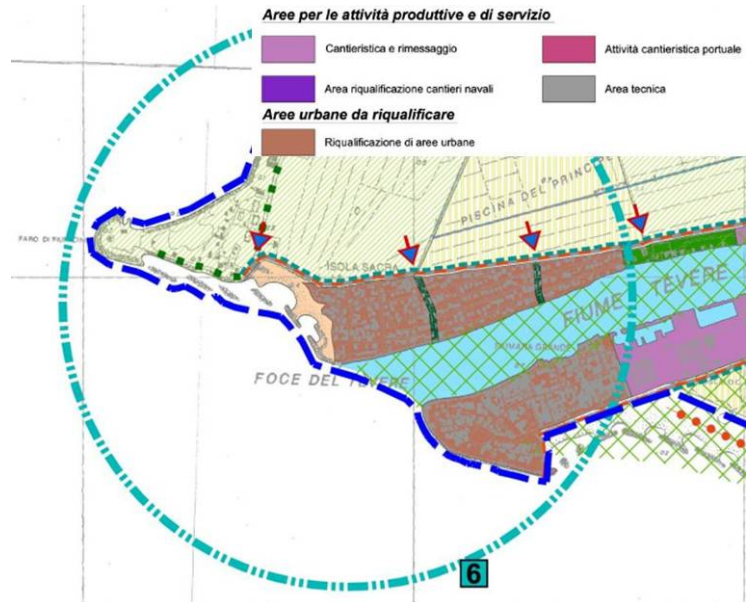 Aree per le attività produttive e di servizio
Cantieristica e rimessaggio
Attività cantieristica portuale
Area riqualificazione cantieri navali
Area tecnica
Aree urbane da riqualificare
Riqualificazione di aree urbane
PISCINA DEL PRINCIPE
FARO DI
ISOLA SACRA
FIUME TEVERE
FIUMARA GRANDE
FOCE DEL TEVERE
6